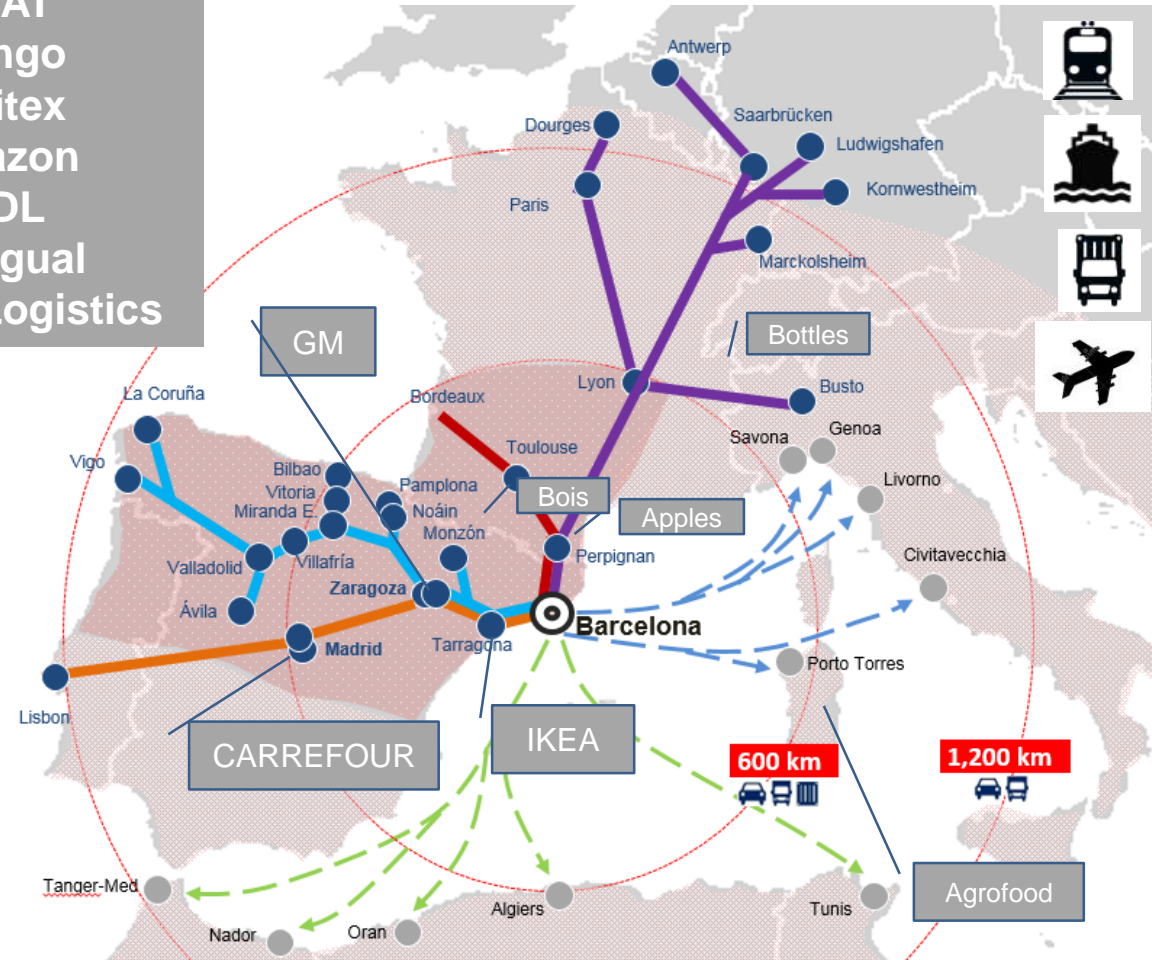 ngo
itex
azon
DL
gual
Logistics
Antwerp
Saarbrücken
Dourges
Ludwigshafen
Kornwestheim
Paris
Marckolsheim
GM
Bottles
Lyon
Busto
La Coruña
Bordeaux
Savona
Genoa
Toulouse
Vigo
Bilbao
Livorno
Vitoria
Pamplona
Bois
Miranda E.
Noáin
Apples
Monzón
Civitavecchia
Perpignan
Valladolid
Villafría
Zaragoza
Ávila
Barcelona
Madrid
Tarragona
Porto Torres
Lisbon
IKEA
CARREFOUR
600 km
1,200 km
Tanger-Med
Agrofood
Algiers
Tunis
Nador
Oran